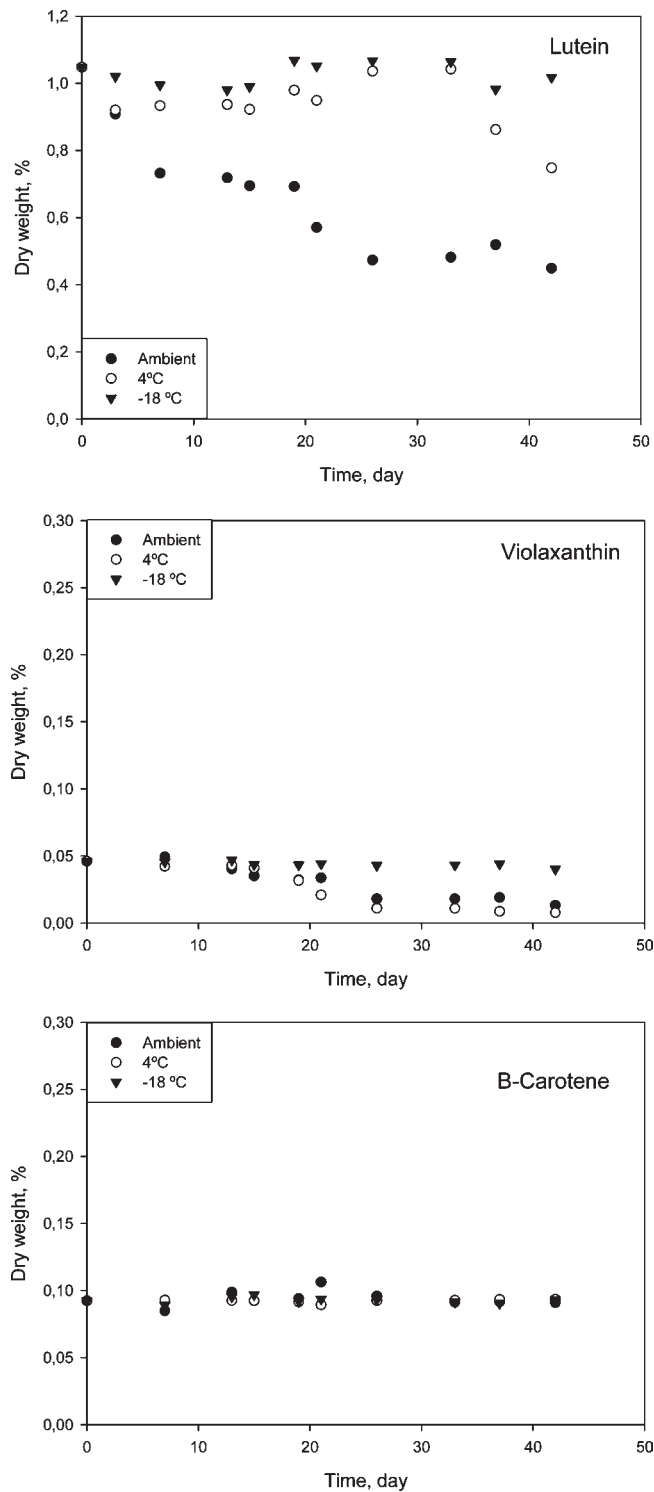 Lutein
1,2
1,0
0,8
0,6
0,4
0,2
0,0
Dry weight, %
Ambient
4ºC
-18 ºC
0 10 20 30 40 50
Time, day
Violaxanthin
0,30
0,25
0,20
0,15
0,10
0,05
0,00
Dry weight, %
Ambient
4ºC
-18 ºC
0 10 20 30 40 50
Time, day
B-Carotene
0,30
0,25
0,20
0,15
0,10
0,05
0,00
Dry weight, %
Ambient
4ºC
-18 ºC
0 10 20 30 40 50
Time, day